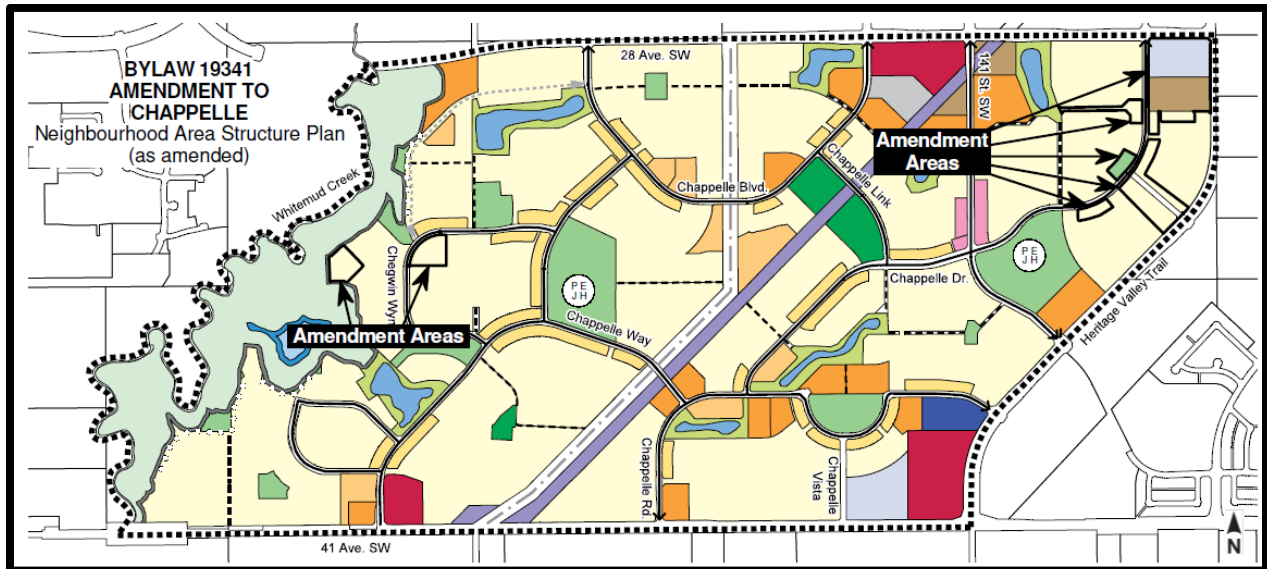 BYLAW 19341
AMENDMENT TO
CHAPPELLE
Neighbourhood Area Structure Plan
(as amended)
28 Ave. SW
141 St. SW
Amendment
Areas
Whitemud Creek
Chappelle Blvd.
Chappelle Link
Chegwin Wyn
P E
J H
P E
J H
Chappelle Dr.
Heritage Valley Trail
Amendment Areas
Chappelle Way
Chappelle Rd.
Chappelle
Vista
41 Ave. SW
N